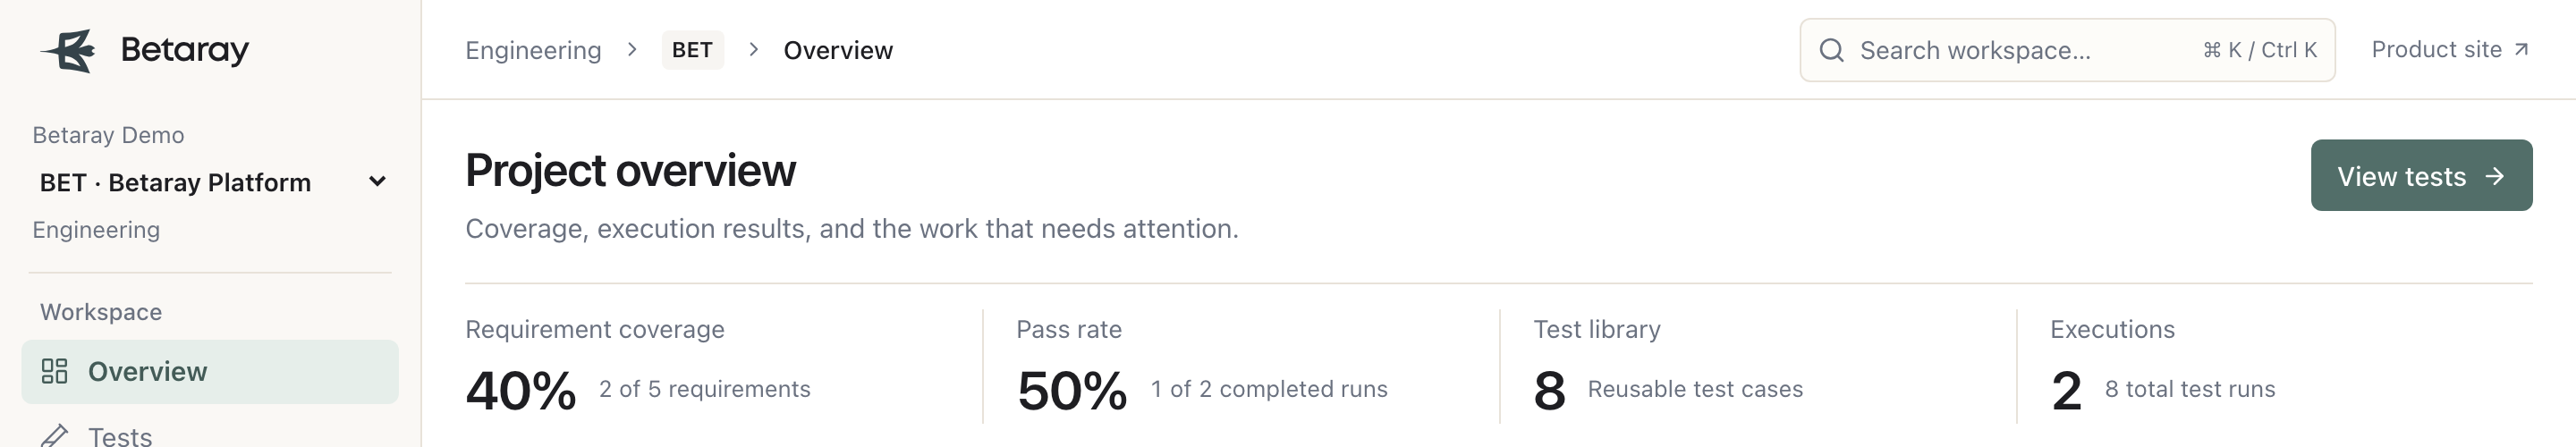 Betaray
Betaray Demo
BET · Betaray Platform
Engineering
Workspace
Overview
Tests
Engineering > BET > Overview
Search workspace... ⌘ K / Ctrl K
Product site ↗
Project overview
Coverage, execution results, and the work that needs attention.
View tests →
Requirement coverage
40% 2 of 5 requirements
Pass rate
50% 1 of 2 completed runs
Test library
8 Reusable test cases
Executions
2 8 total test runs